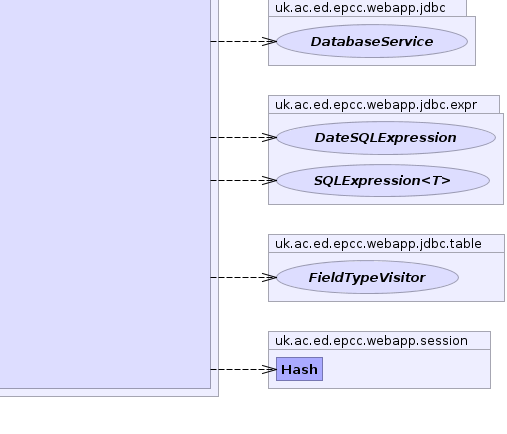 uk.ac.ed.epcc.webapp.jdbc
DatabaseService
uk.ac.ed.epcc.webapp.jdbc.expr
DateSQLExpression
SQLExpression<T>
uk.ac.ed.epcc.webapp.jdbc.table
FieldTypeVisitor
uk.ac.ed.epcc.webapp.session
Hash